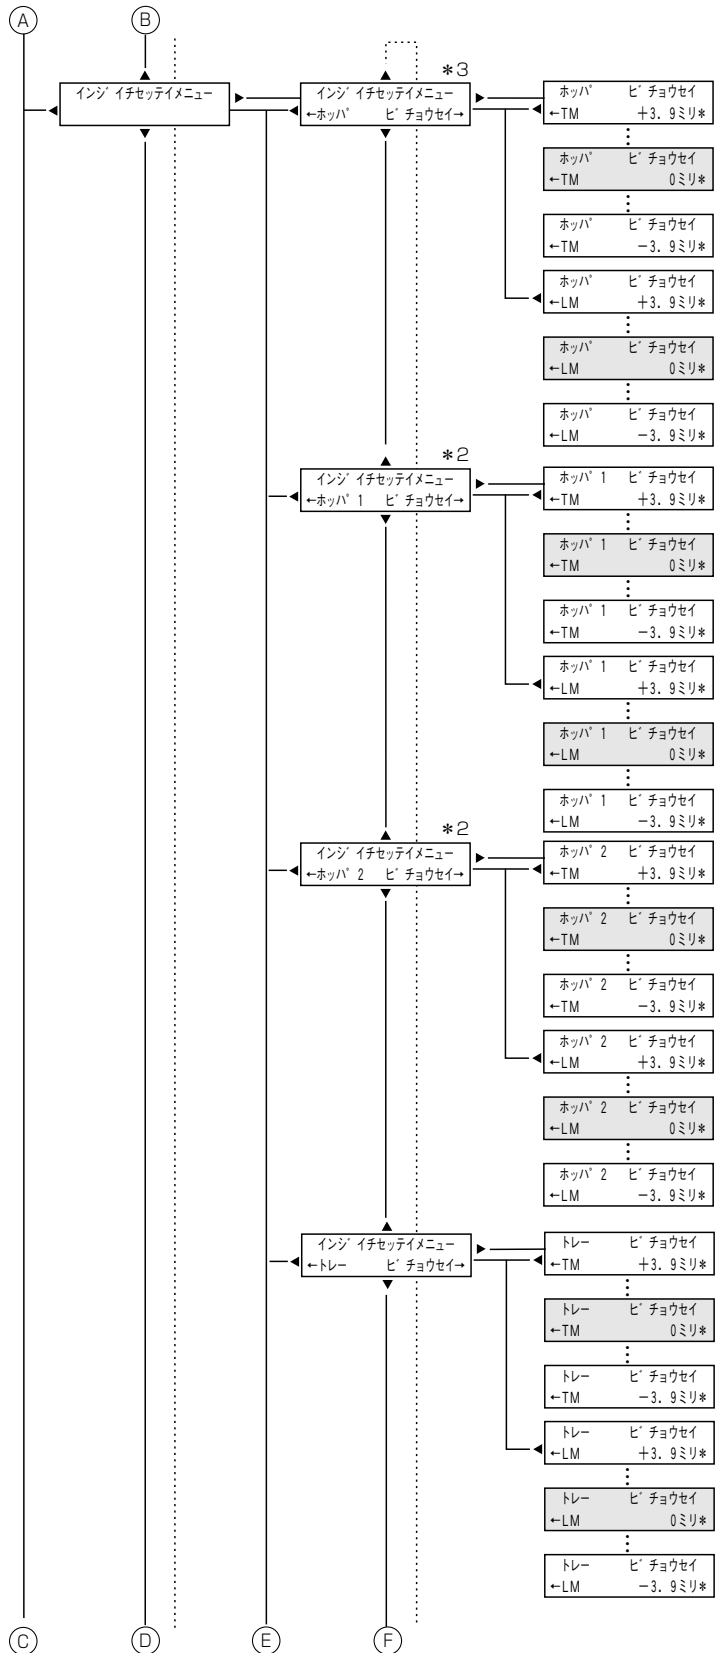 A
B
インジイチセッテイメニュー
*3
インジイチセッテイメニュー
←ホッパ ビチョウセイ→
ホッパ ビチョウセイ
←TM +3.9ミリ*
ホッパ ビチョウセイ
←TM 0ミリ*
ホッパ ビチョウセイ
←TM −3.9ミリ*
ホッパ ビチョウセイ
←LM +3.9ミリ*
ホッパ ビチョウセイ
←LM 0ミリ*
ホッパ ビチョウセイ
←LM −3.9ミリ*
*2
インジイチセッテイメニュー
←ホッパ1 ビチョウセイ→
ホッパ1 ビチョウセイ
←TM +3.9ミリ*
ホッパ1 ビチョウセイ
←TM 0ミリ*
ホッパ1 ビチョウセイ
←TM −3.9ミリ*
ホッパ1 ビチョウセイ
←LM +3.9ミリ*
ホッパ1 ビチョウセイ
←LM 0ミリ*
ホッパ1 ビチョウセイ
←LM −3.9ミリ*
*2
インジイチセッテイメニュー
←ホッパ2 ビチョウセイ→
ホッパ2 ビチョウセイ
←TM +3.9ミリ*
ホッパ2 ビチョウセイ
←TM 0ミリ*
ホッパ2 ビチョウセイ
←TM −3.9ミリ*
ホッパ2 ビチョウセイ
←LM +3.9ミリ*
ホッパ2 ビチョウセイ
←LM 0ミリ*
ホッパ2 ビチョウセイ
←LM −3.9ミリ*
インジイチセッテイメニュー
←トレー ビチョウセイ→
トレー ビチョウセイ
←TM +3.9ミリ*
トレー ビチョウセイ
←TM 0ミリ*
トレー ビチョウセイ
←TM −3.9ミリ*
トレー ビチョウセイ
←LM +3.9ミリ*
トレー ビチョウセイ
←LM 0ミリ*
トレー ビチョウセイ
←LM −3.9ミリ*
C
D
E
F